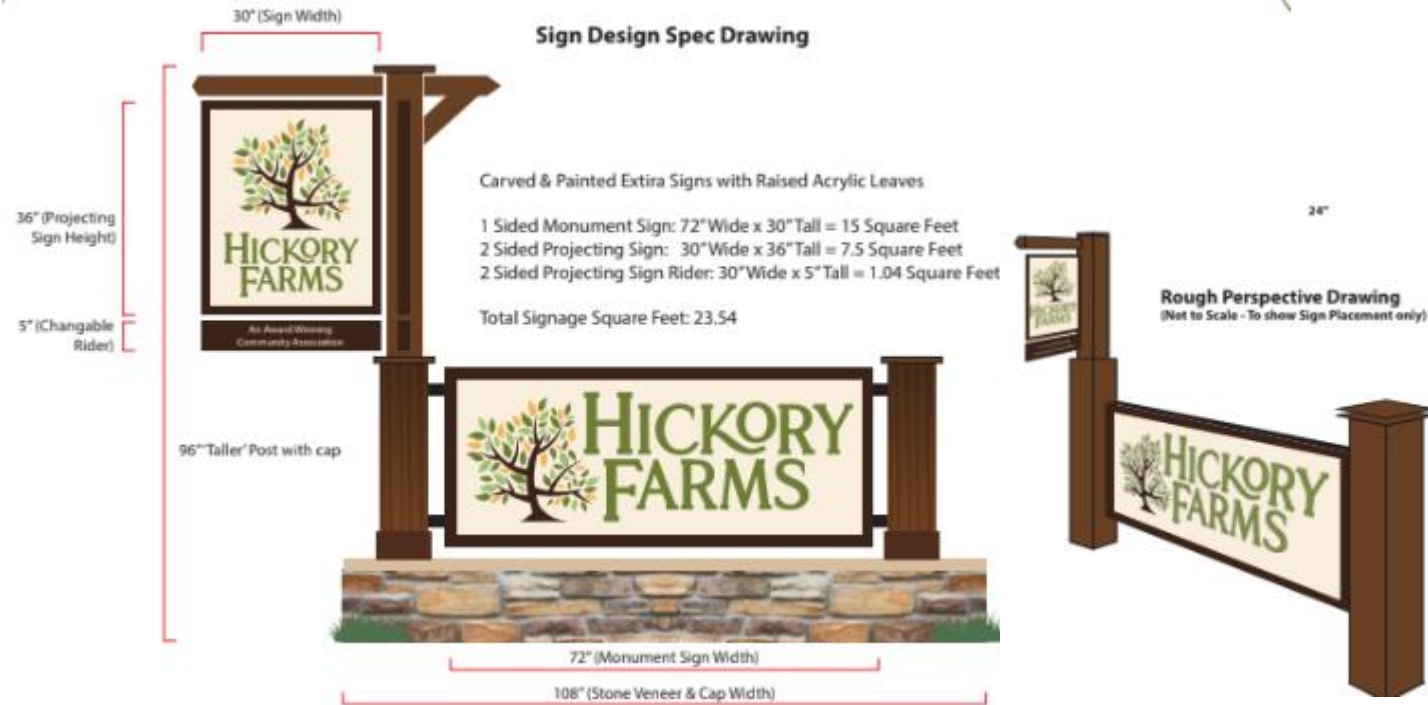 30" (Sign Width)
Sign Design Spec Drawing
36" (Projecting
Sign Height)
HICKORY
FARMS
5" (Changable
Rider)
An Award Winning
Community Association
Carved & Painted Extira Signs with Raised Acrylic Leaves
1 Sided Monument Sign: 72" Wide x 30" Tall = 15 Square Feet
2 Sided Projecting Sign: 30" Wide x 36" Tall = 7.5 Square Feet
2 Sided Projecting Sign Rider: 30" Wide x 5" Tall = 1.04 Square Feet
Total Signage Square Feet: 23.54
96" 'Taller' Post with cap
HICKORY
FARMS
72" (Monument Sign Width)
108" (Stone Veneer & Cap Width)
24"
Rough Perspective Drawing
(Not to Scale - To show Sign Placement only)
HICKORY
FARMS
HICKORY
FARMS